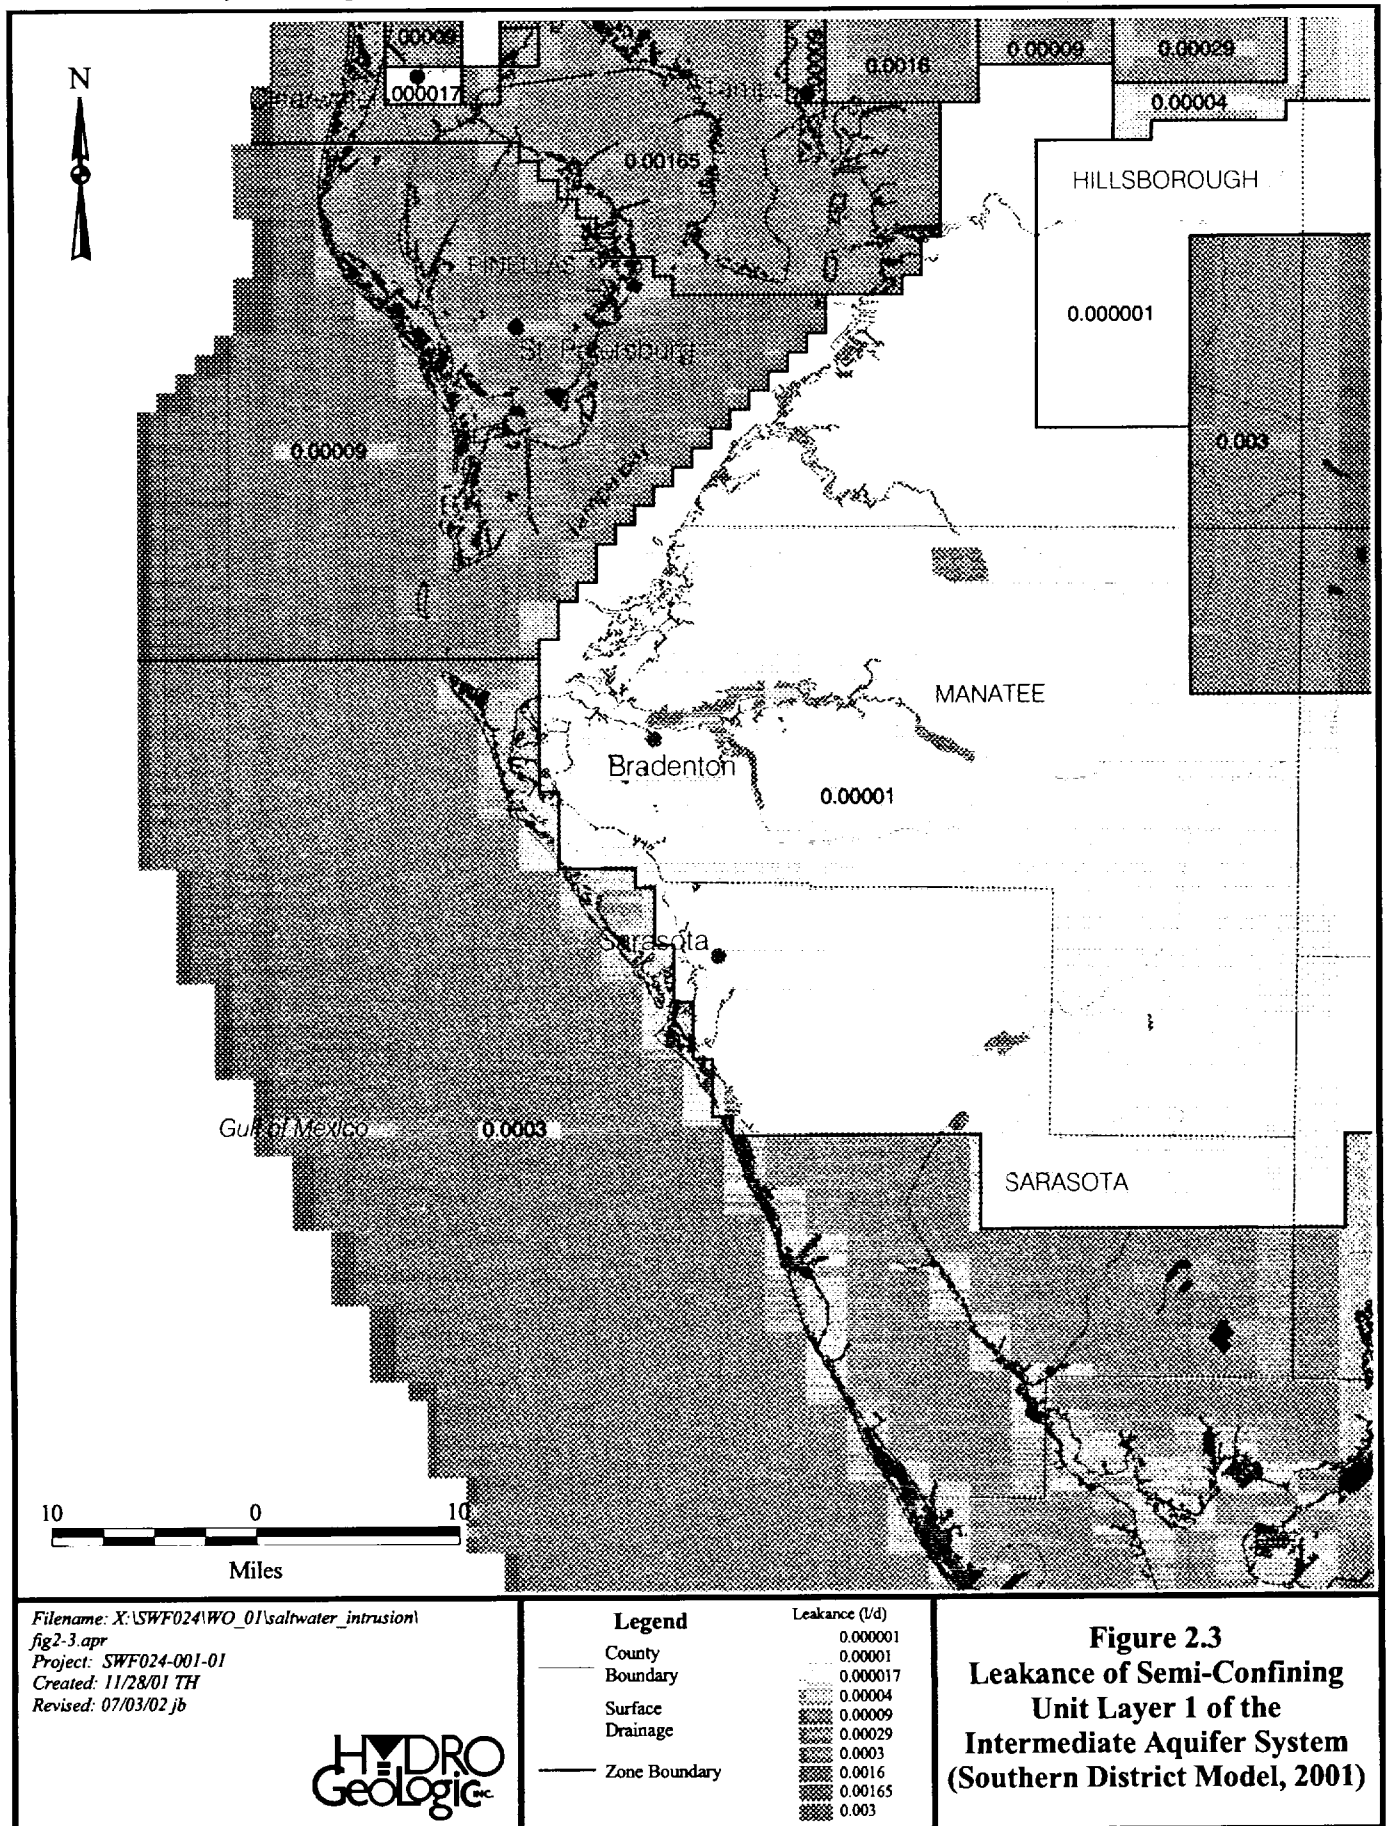 0.00009
0.0016
0.00009
0.00029
N
.000017
0.00009
0.00004
0.00165
HILLSBOROUGH
PINELLAS
0.000001
St. Petersburg
0.003
0.00009
MANATEE
Bradenton
0.00001
Sarasota
Gulf of Mexico
0.0003
SARASOTA
10 0 10
Miles
Filename: X:\SWF024\WO_01\saltwater_intrusion\
fig2-3.apr
Project: SWF024-001-01
Created: 11/28/01 TH
Revised: 07/03/02 jb
HYDRO
GeoLogic INC.
Legend
County
Boundary
Surface
Drainage
Zone Boundary
Leakance (l/d)
0.000001
0.00001
0.000017
0.00004
0.00009
0.00029
0.0003
0.0016
0.00165
0.003
Figure 2.3
Leakance of Semi-Confining
Unit Layer 1 of the
Intermediate Aquifer System
(Southern District Model, 2001)